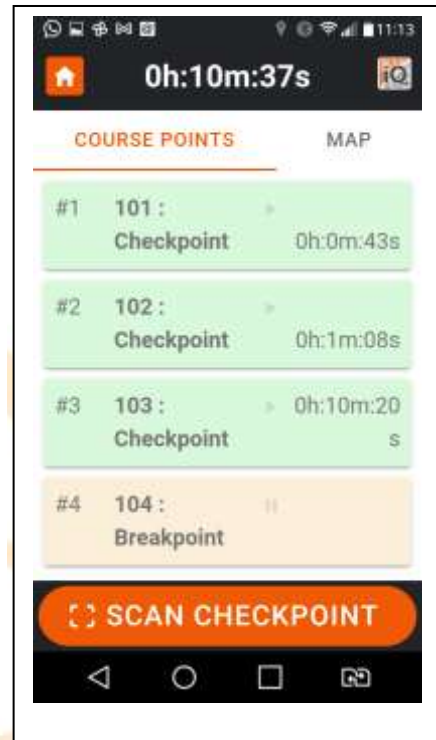 11:13
0h:10m:37s
iQ
COURSE POINTS MAP
#1 101 :
Checkpoint 0h:0m:43s
#2 102 :
Checkpoint 0h:1m:08s
#3 103 : 0h:10m:20
Checkpoint s
#4 104 :
Breakpoint
SCAN CHECKPOINT